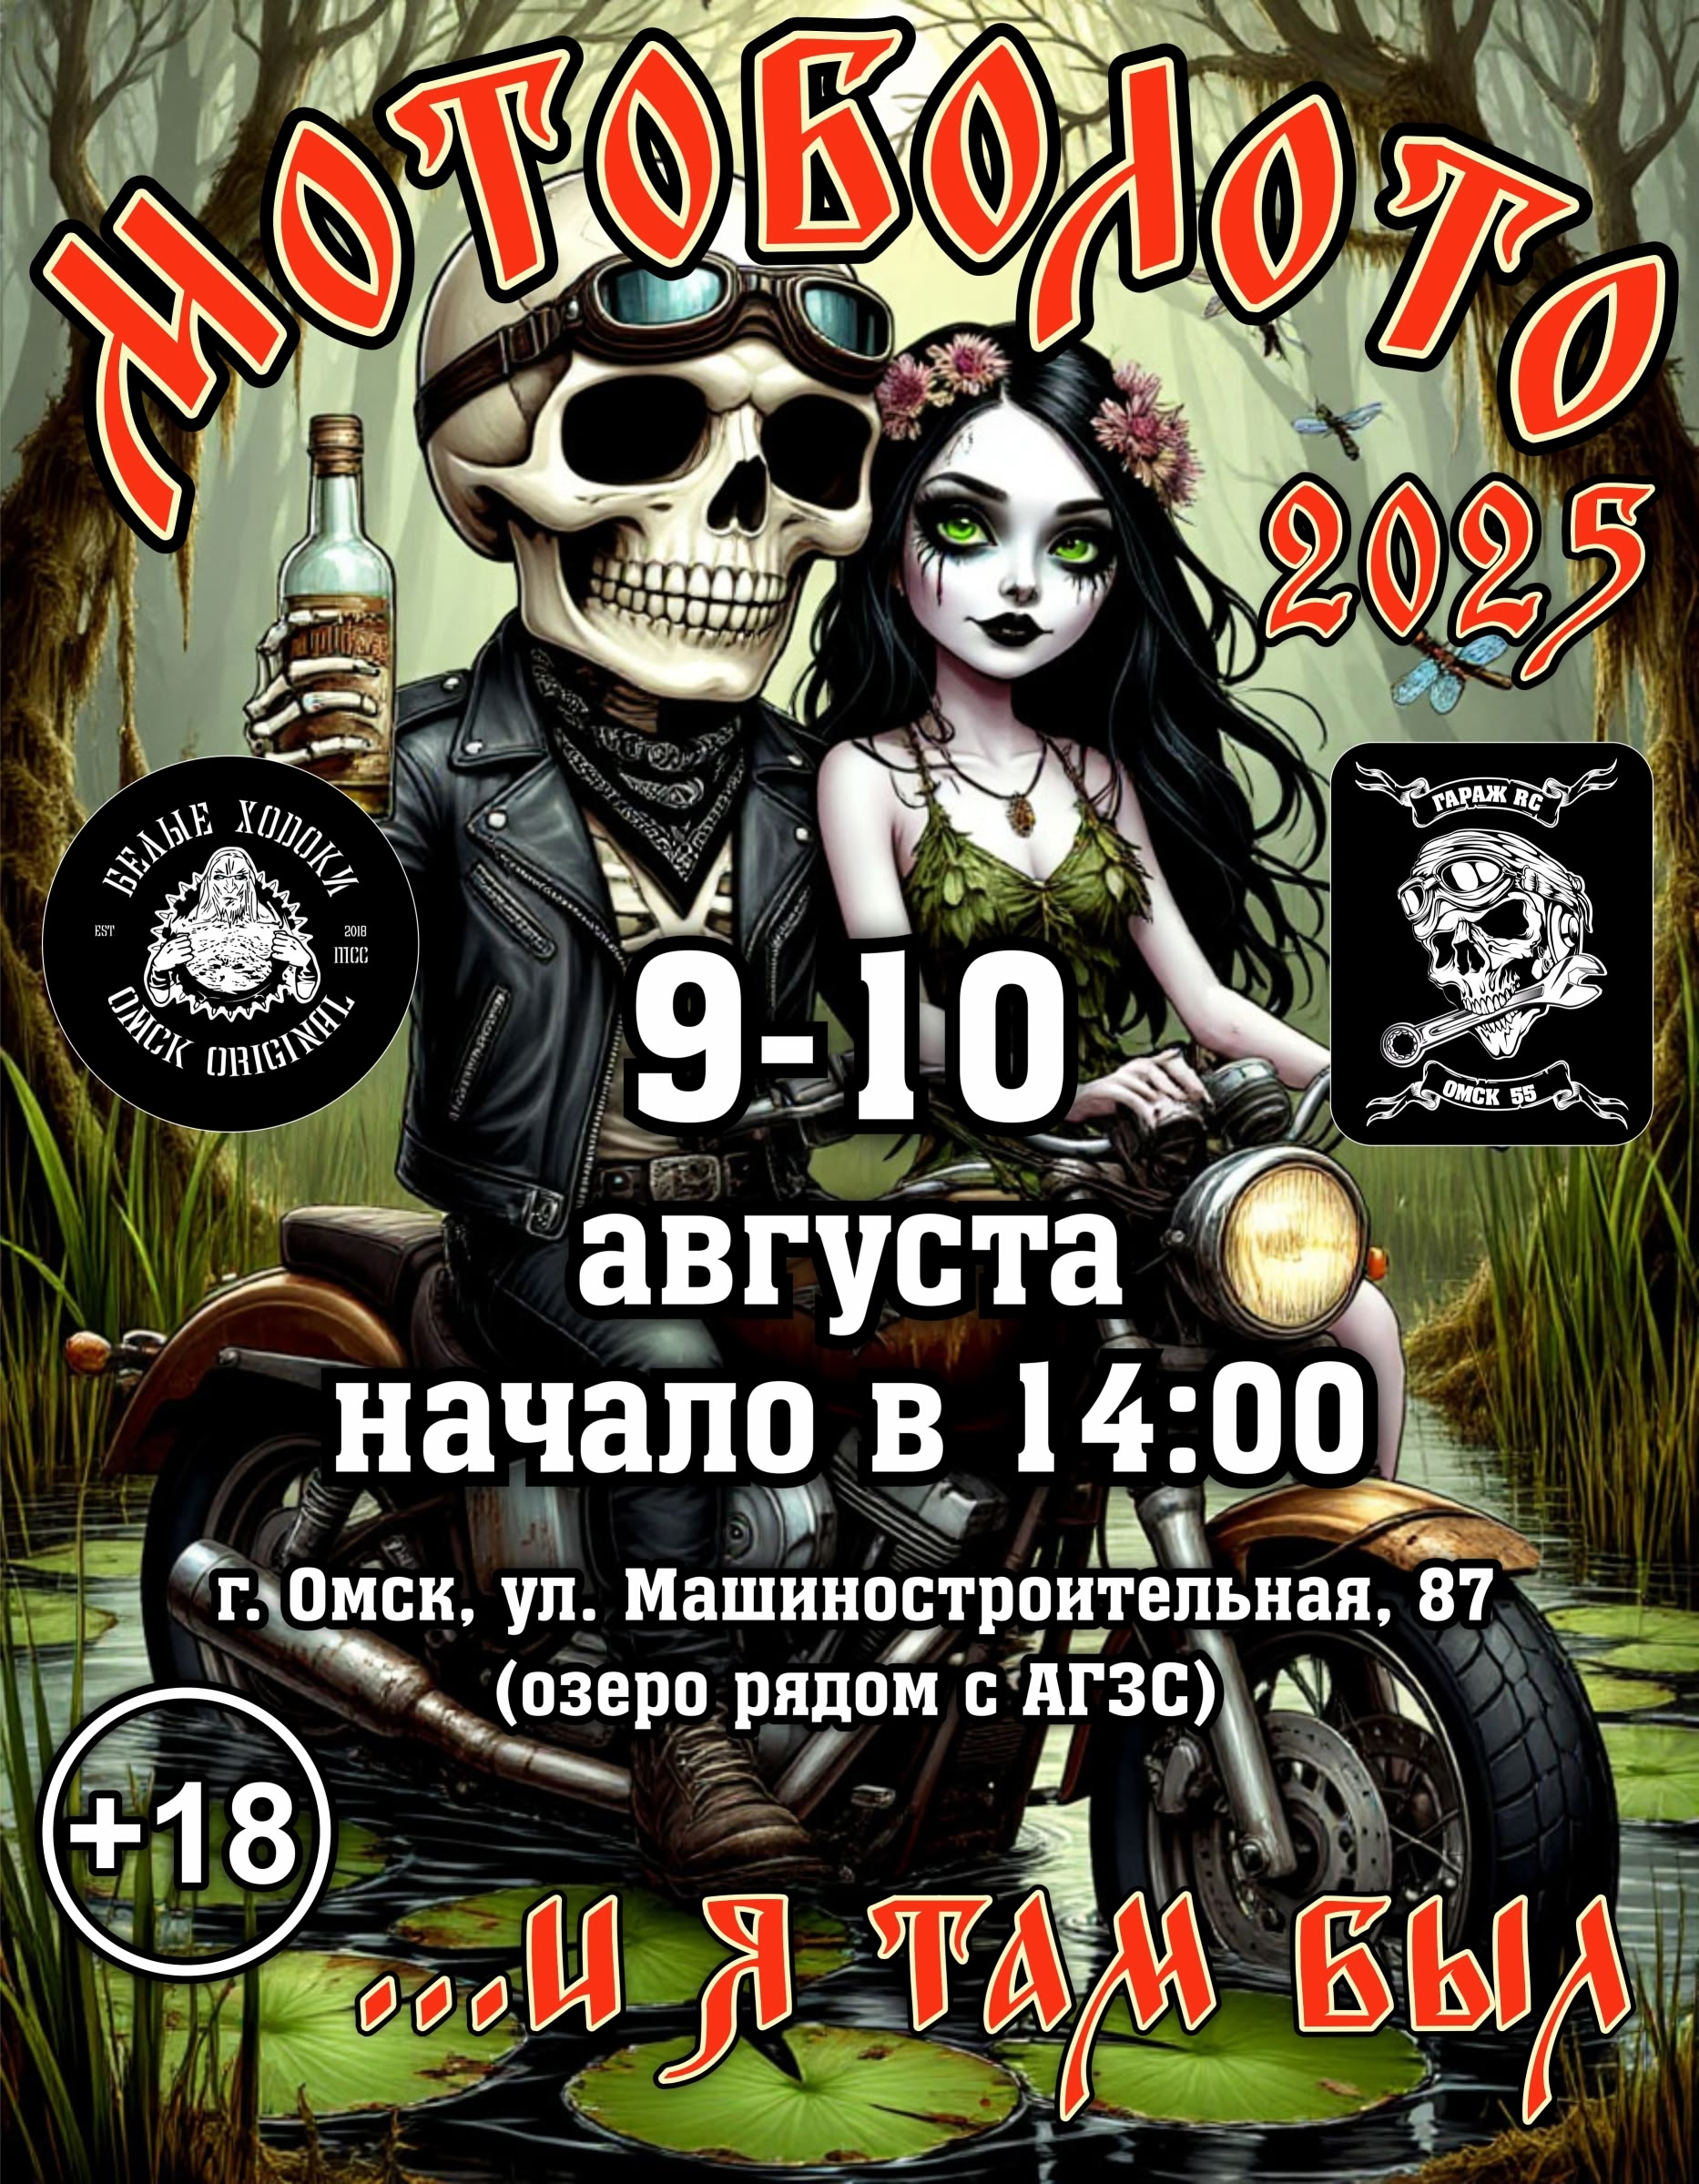 МОТОБОЛОТО
2025
БЕЛЫЕ ХОДОКИ
EST
2018
MCC
ОМСК ORIGINAL
ГАРАЖ RC
ОМСК 55
9-10
августа
начало в 14:00
г. Омск, ул. Машиностроительная, 87
(озеро рядом с АГЗС)
+18
...И Я ТАМ БЫЛ